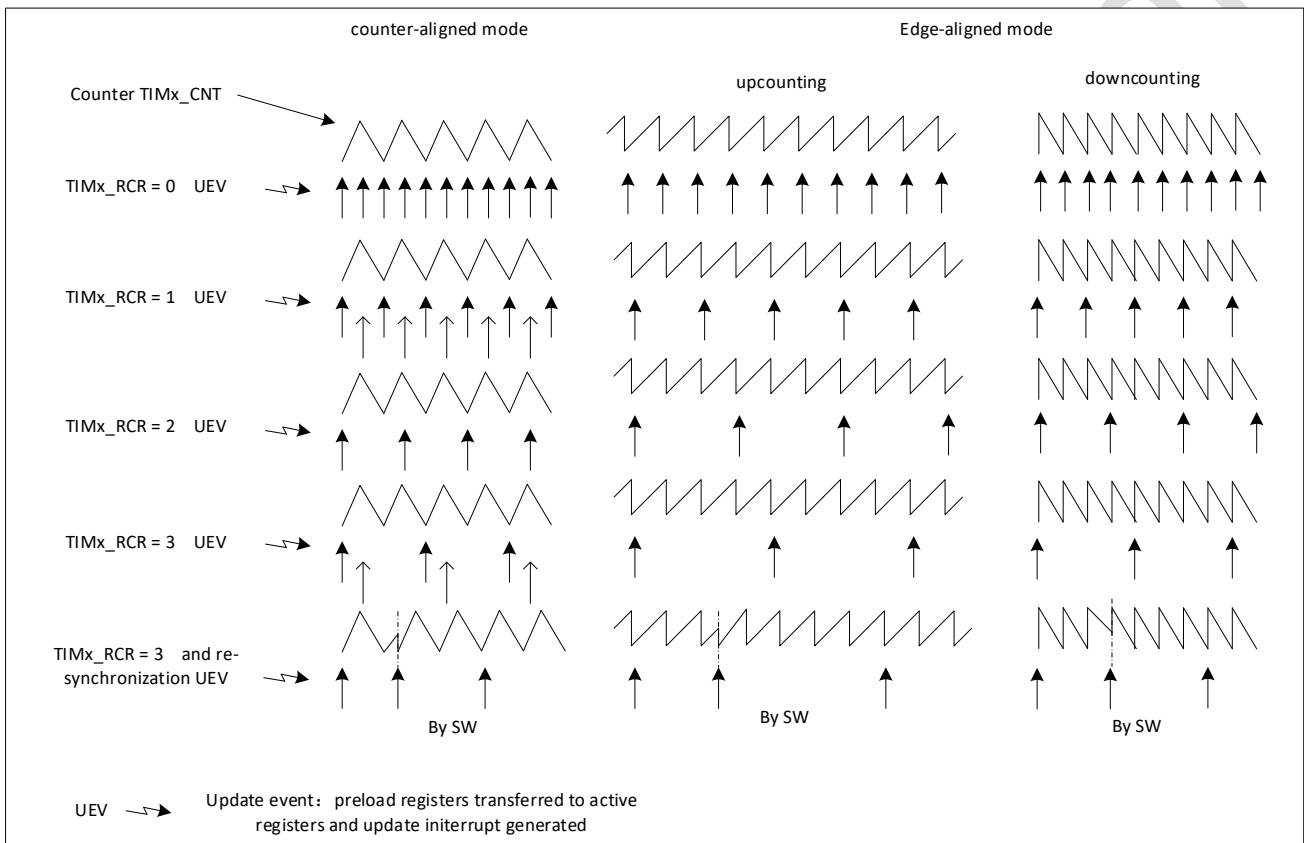 counter-aligned mode
Edge-aligned mode
upcounting
downcounting
Counter TIMx_CNT
TIMx_RCR = 0 UEV
TIMx_RCR = 1 UEV
TIMx_RCR = 2 UEV
TIMx_RCR = 3 UEV
TIMx_RCR = 3 and re-
synchronization UEV
By SW
By SW
By SW
UEV
Update event: preload registers transferred to active
registers and update initerrupt generated